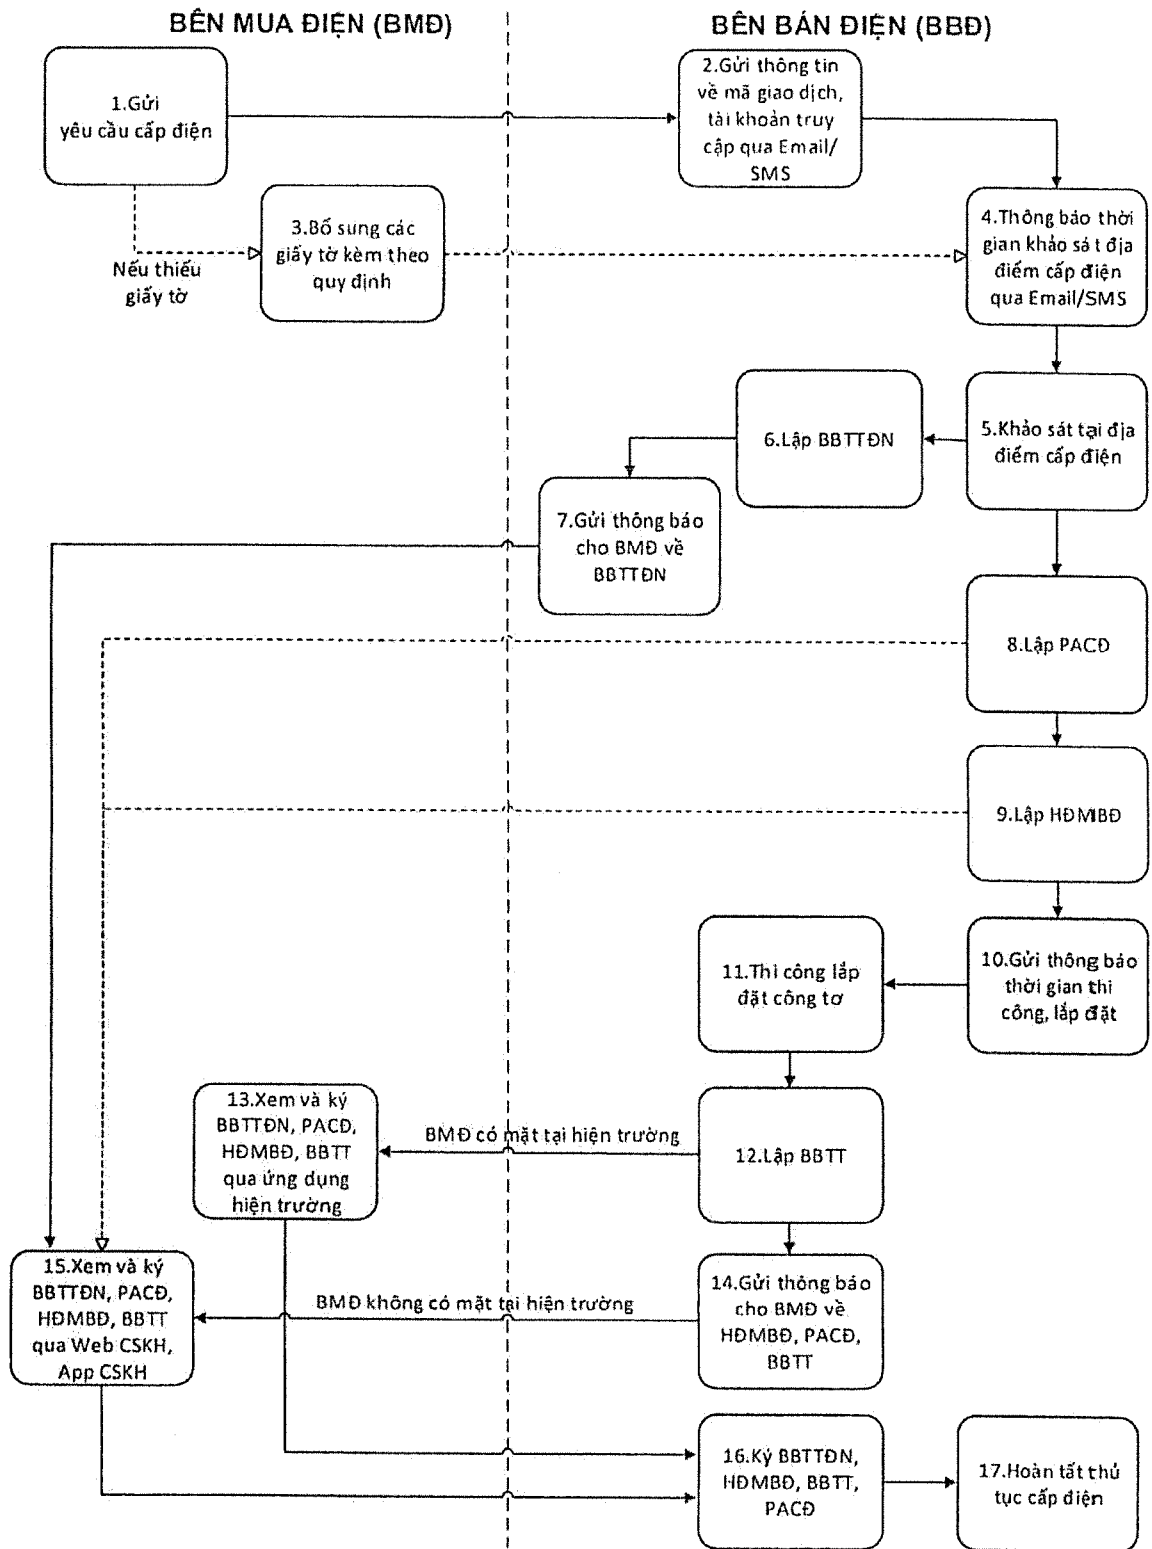 BÊN MUA ĐIỆN (BMĐ)
BÊN BÁN ĐIỆN (BBĐ)
1.Gửi
yêu cầu cấp điện
2.Gửi thông tin
về mã giao dịch,
tài khoản truy
cập qua Email/
SMS
3.Bổ sung các
giấy tờ kèm theo
quy định
Nếu thiếu
giấy tờ
4.Thông báo thời
gian khảo sát địa
điểm cấp điện
qua Email/SMS
5.Khảo sát tại địa
điểm cấp điện
6.Lập BBTTĐN
7.Gửi thông báo
cho BMĐ về
BBTTĐN
8.Lập PACĐ
9.Lập HĐMBĐ
10.Gửi thông báo
thời gian thi
công, lắp đặt
11.Thi công lắp
đặt công tơ
12.Lập BBTT
BMĐ có mặt tại hiện trường
13.Xem và ký
BBTTĐN, PACĐ,
HĐMBĐ, BBTT
qua ứng dụng
hiện trường
14.Gửi thông báo
cho BMĐ về
HĐMBĐ, PACĐ,
BBTT
BMĐ không có mặt tại hiện trường
15.Xem và ký
BBTTĐN, PACĐ,
HĐMBĐ, BBTT
qua Web CSKH,
App CSKH
16.Ký BBTTĐN,
HĐMBĐ, BBTT,
PACĐ
17.Hoàn tất thủ
tục cấp điện